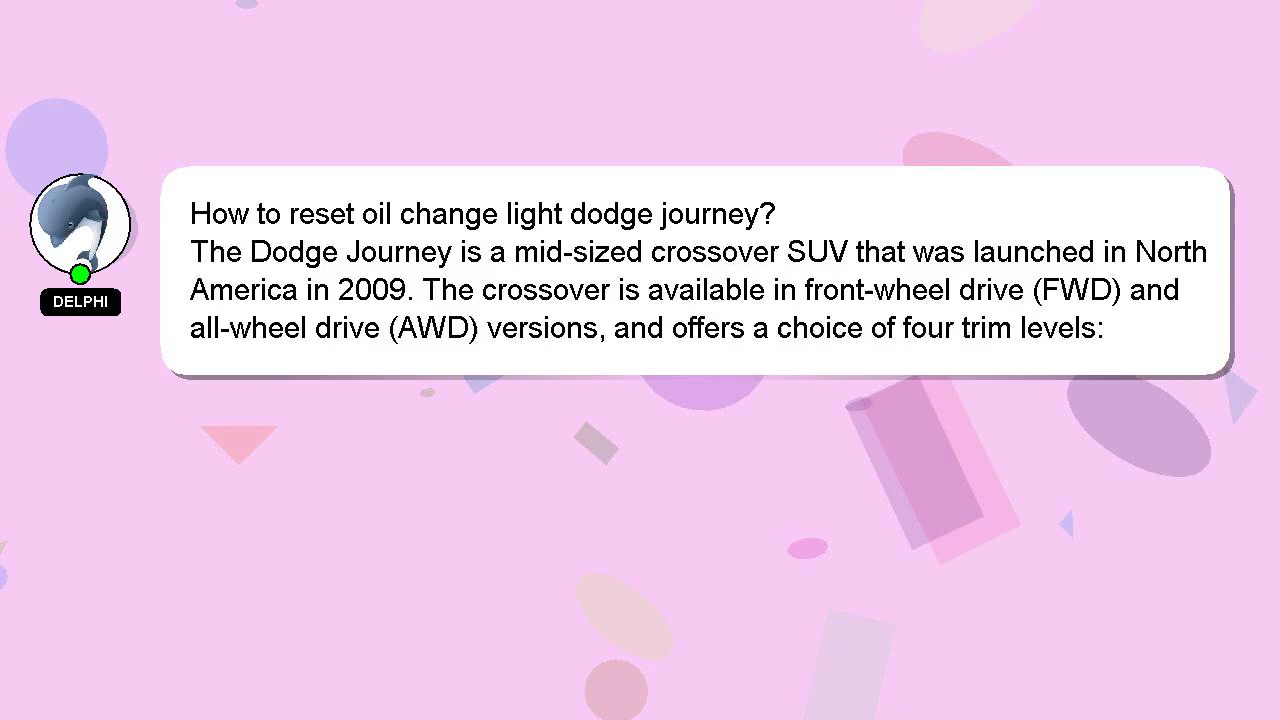 How to reset oil change light dodge journey?
The Dodge Journey is a mid-sized crossover SUV that was launched in North
America in 2009. The crossover is available in front-wheel drive (FWD) and
all-wheel drive (AWD) versions, and offers a choice of four trim levels:
DELPHI